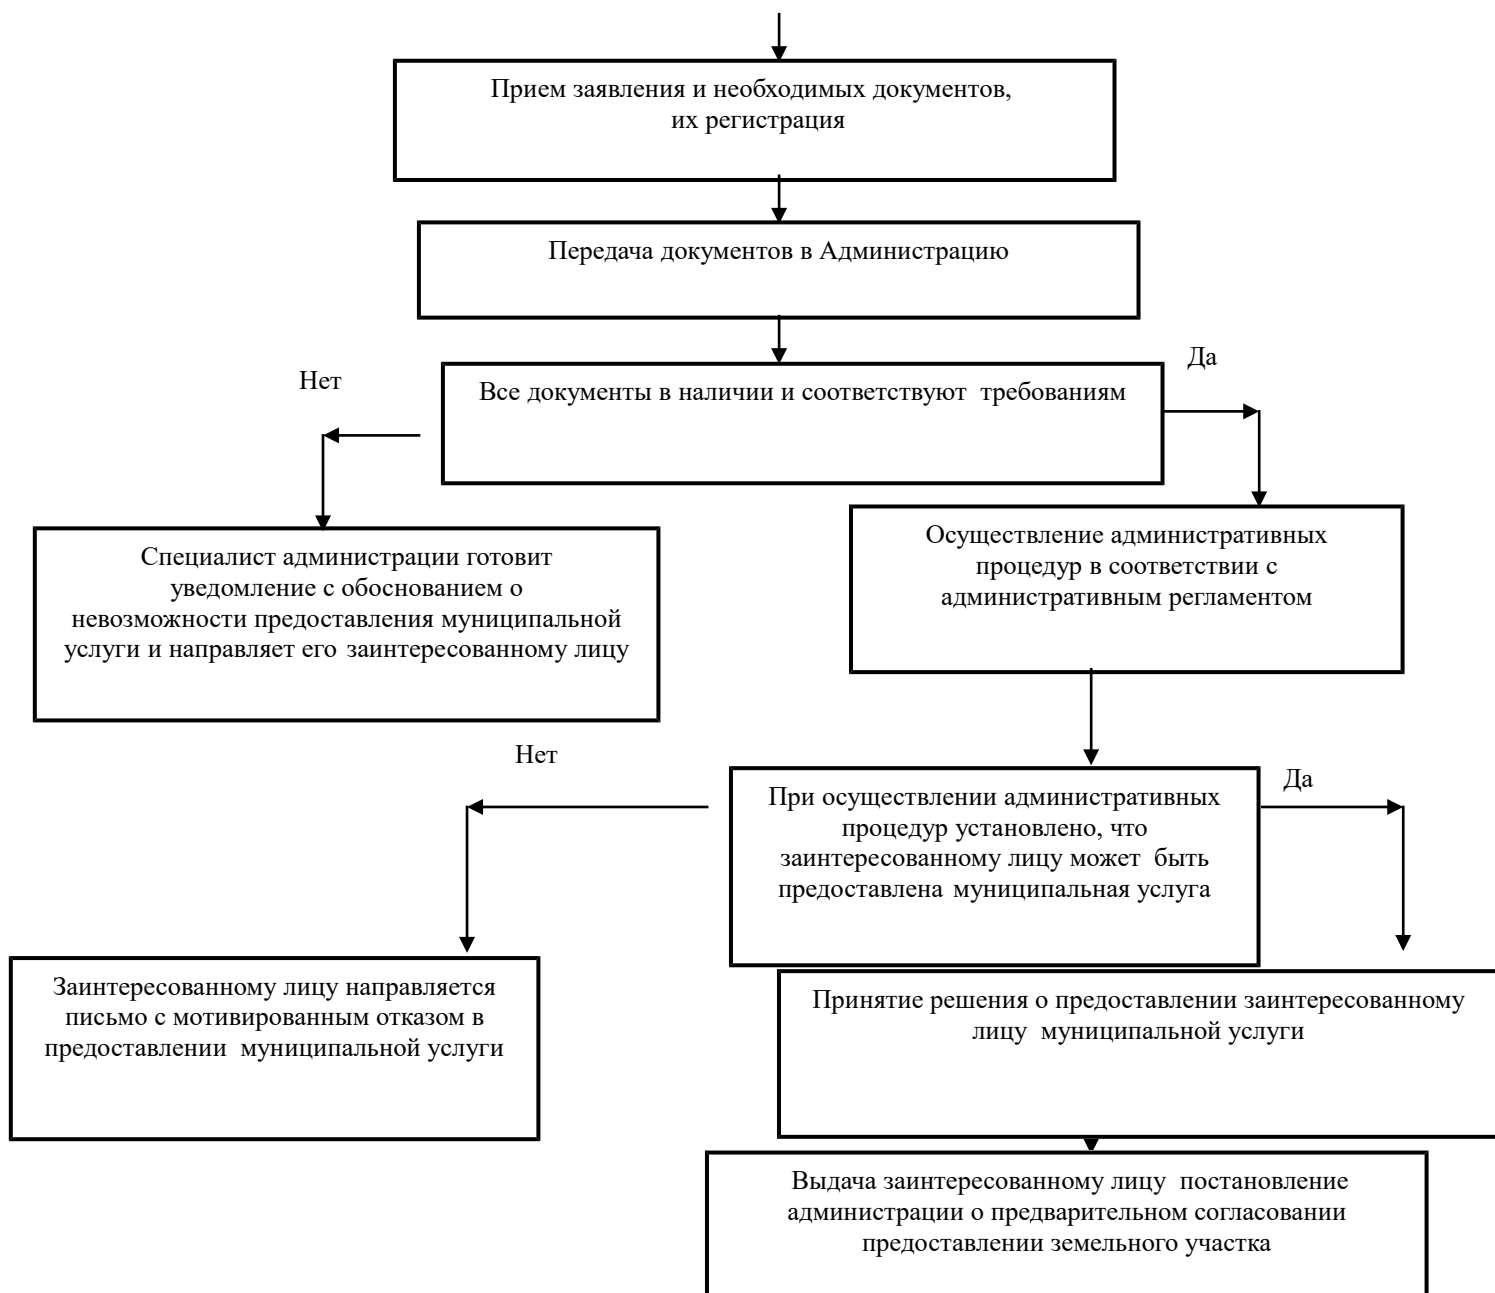 Прием заявления и необходимых документов,
их регистрация
Передача документов в Администрацию
Нет
Да
Все документы в наличии и соответствуют  требованиям
Специалист администрации готовит
уведомление с обоснованием о
невозможности предоставления муниципальной
услуги и направляет его заинтересованному лицу
Осуществление административных
процедур в соответствии с
административным регламентом
Нет
Да
При осуществлении административных
процедур установлено, что
заинтересованному лицу может  быть
предоставлена муниципальная услуга
Заинтересованному лицу направляется
письмо с мотивированным отказом в
предоставлении  муниципальной услуги
Принятие решения о предоставлении заинтересованному
лицу  муниципальной услуги
Выдача заинтересованному лицу  постановление
администрации о предварительном согласовании
предоставлении земельного участка